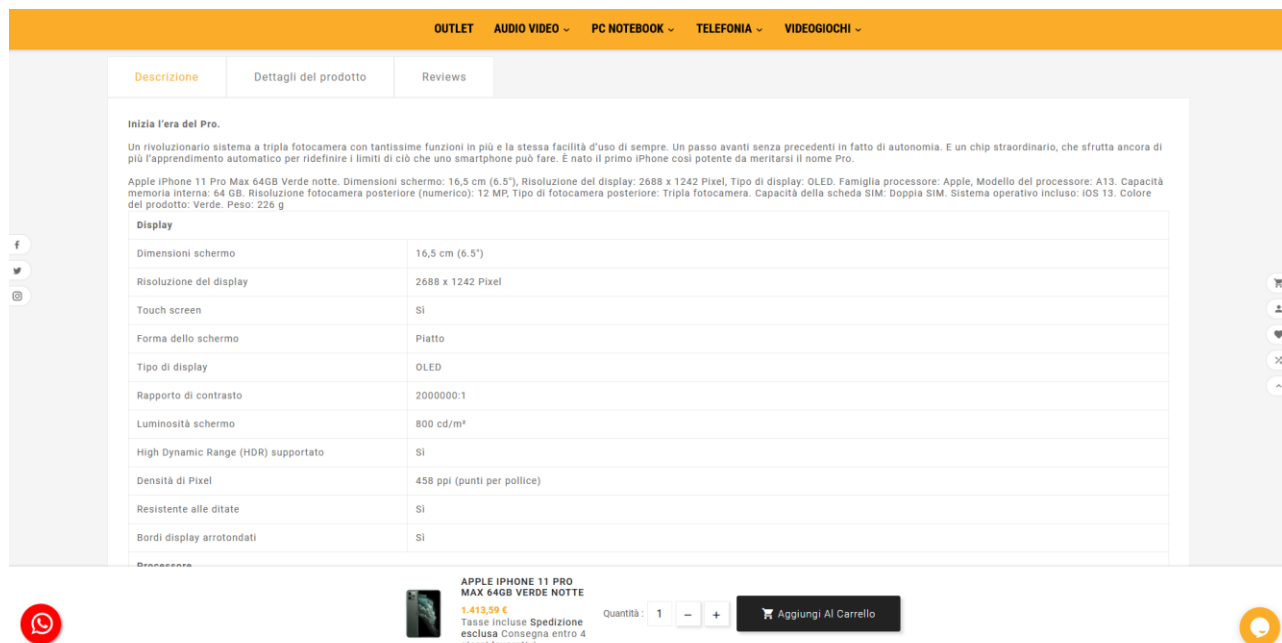 OUTLET AUDIO VIDEO PC NOTEBOOK TELEFONIA VIDEOGIOCHI
Descrizione Dettagli del prodotto Reviews
Inizia l'era del Pro.
Un rivoluzionario sistema a tripla fotocamera con tantissime funzioni in più e la stessa facilità d'uso di sempre. Un passo avanti senza precedenti in fatto di autonomia. E un chip straordinario, che sfrutta ancora di
più l'apprendimento automatico per ridefinire i limiti di ciò che uno smartphone può fare. È nato il primo iPhone così potente da meritarsi il nome Pro.
Apple iPhone 11 Pro Max 64GB Verde notte. Dimensioni schermo: 16,5 cm (6.5"), Risoluzione del display: 2688 x 1242 Pixel, Tipo di display: OLED. Famiglia processore: Apple, Modello del processore: A13. Capacità
memoria interna: 64 GB. Risoluzione fotocamera posteriore (numerico): 12 MP, Tipo di fotocamera posteriore: Tripla fotocamera. Capacità della scheda SIM: Doppia SIM. Sistema operativo incluso: iOS 13. Colore
del prodotto: Verde. Peso: 226 g
Display
Dimensioni schermo 16,5 cm (6.5")
Risoluzione del display 2688 x 1242 Pixel
Touch screen Sì
Forma dello schermo Piatto
Tipo di display OLED
Rapporto di contrasto 2000000:1
Luminosità schermo 800 cd/m²
High Dynamic Range (HDR) supportato Sì
Densità di Pixel 458 ppi (punti per pollice)
Resistente alle ditate Sì
Bordi display arrotondati Sì
Processore
APPLE IPHONE 11 PRO
MAX 64GB VERDE NOTTE
1.413,59 €
Tasse incluse Spedizione
esclusa Consegna entro 4
Quantità : 1 − +
Aggiungi Al Carrello